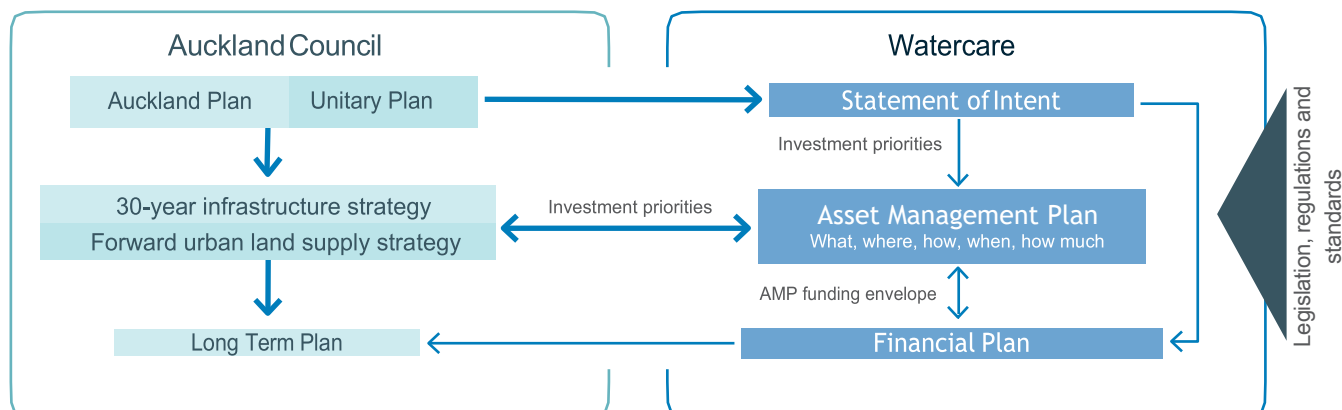 Auckland Council
Auckland Plan
Unitary Plan
30-year infrastructure strategy
Forward urban land supply strategy
Long Term Plan
Investment priorities
Watercare
Statement of Intent
Investment priorities
Asset Management Plan
What, where, how, when, how much
AMP funding envelope
Financial Plan
Legislation, regulations and
standards